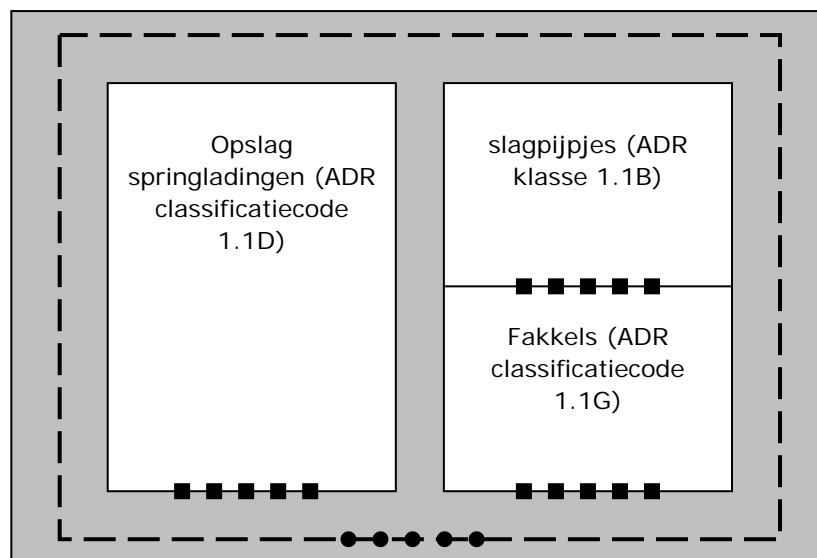 Opslag
springladingen (ADR
classificatiecode
1.1D)
slagpijpjes (ADR
klasse 1.1B)
Fakkels (ADR
classificatiecode
1.1G)